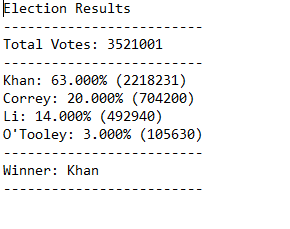 Election Results
-------------------------
Total Votes: 3521001
-------------------------
Khan: 63.000% (2218231)
Correy: 20.000% (704200)
Li: 14.000% (492940)
O'Tooley: 3.000% (105630)
-------------------------
Winner: Khan
-------------------------